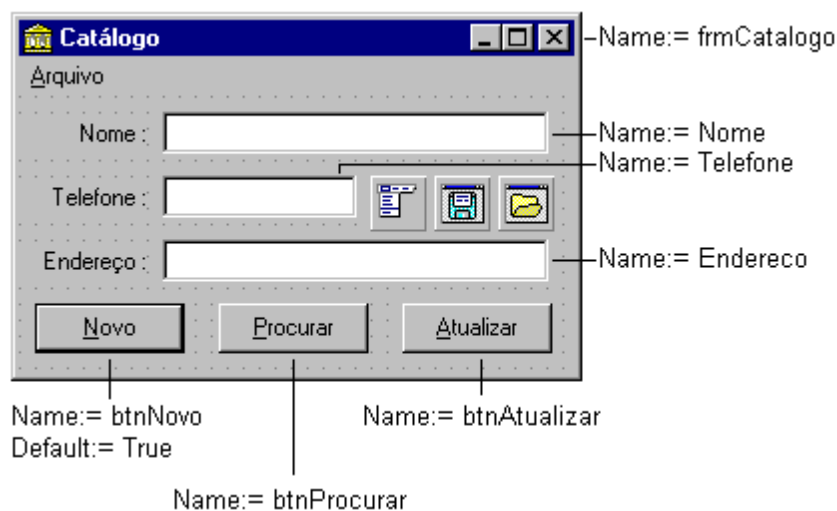 Catálogo
Name:= frmCatalogo
Arquivo
Nome :
Name:= Nome
Name:= Telefone
Telefone :
Endereço :
Name:= Endereco
Novo
Procurar
Atualizar
Name:= btnNovo
Default:= True
Name:= btnAtualizar
Name:= btnProcurar